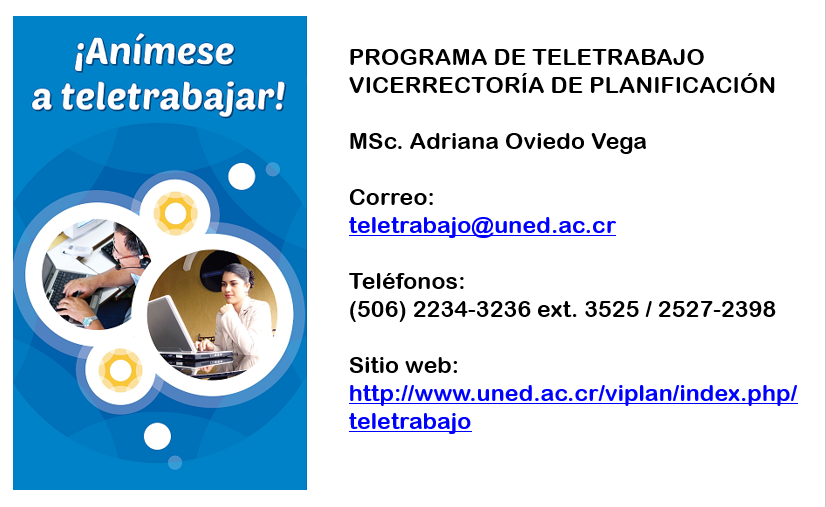 ¡Anímese
a teletrabajar!
PROGRAMA DE TELETRABAJO
VICERRECTORÍA DE PLANIFICACIÓN
MSc. Adriana Oviedo Vega
Correo:
teletrabajo@uned.ac.cr
Teléfonos:
(506) 2234-3236 ext. 3525 / 2527-2398
Sitio web:
http://www.uned.ac.cr/viplan/index.php/
teletrabajo